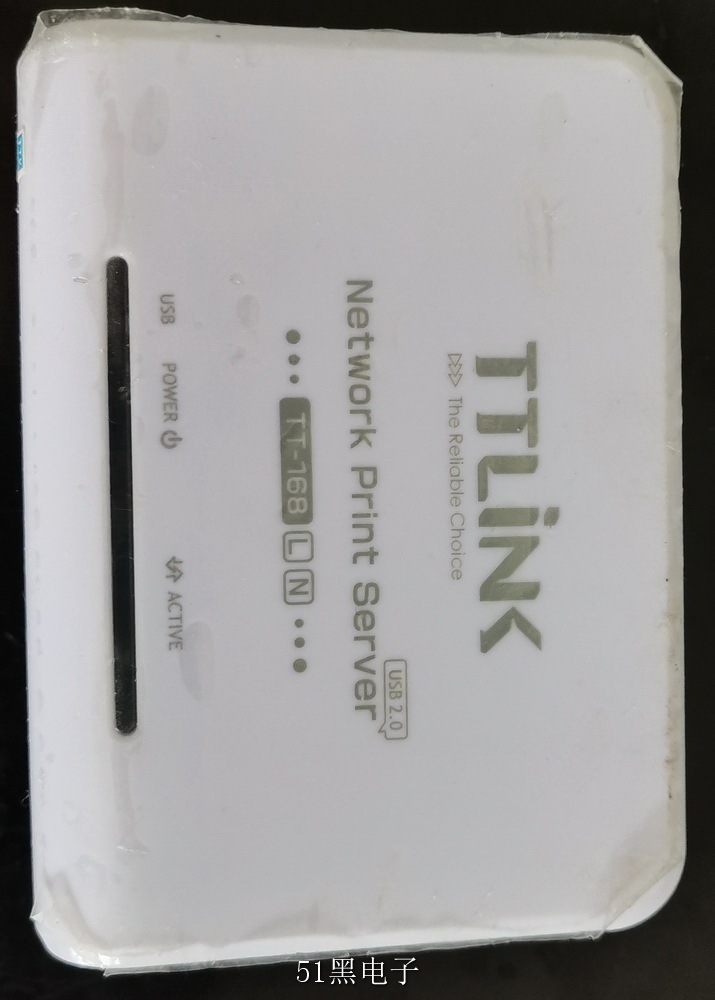 TTLiNK
The Reliable Choice
USB 2.0
Network Print Server
TT-168 L N
USB POWER ACTIVE
51黑电子